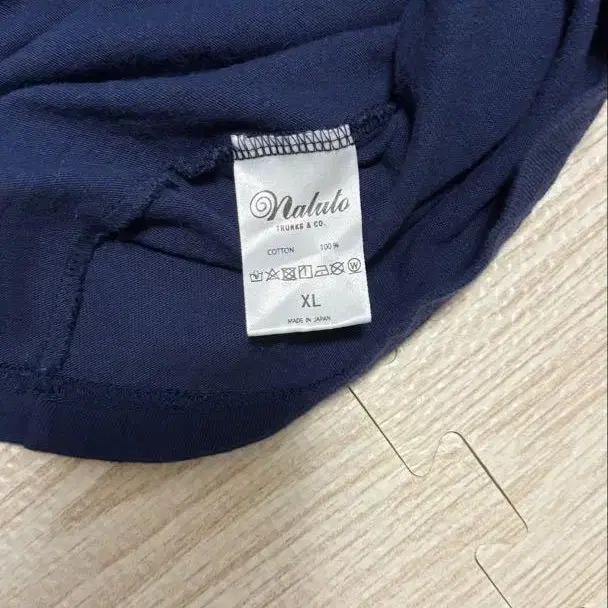 Naluto
TRUNKS & CO.
COTTON 100%
W
XL
MADE IN JAPAN